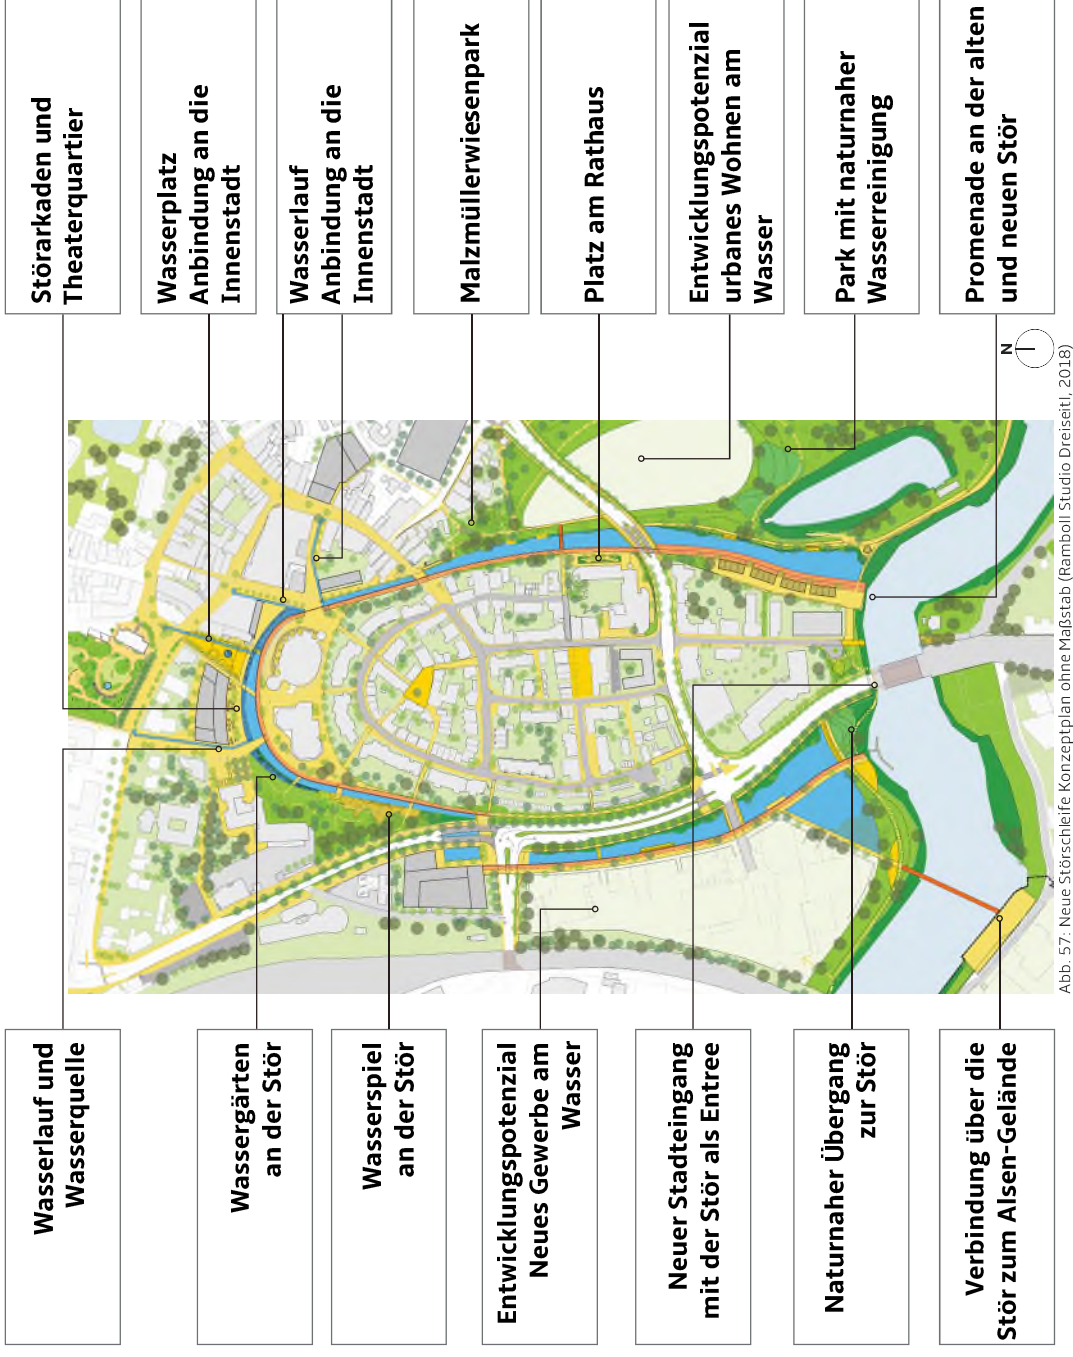 Störarkaden und
Theaterquartier
Wasserplatz
Anbindung an die
Innenstadt
Wasserlauf
Anbindung an die
Innenstadt
Malzmüllerwiesenpark
Platz am Rathaus
Entwicklungspotenzial
urbanes Wohnen am
Wasser
Park mit naturnaher
Wasserreinigung
Promenade an der alten
und neuen Stör
N
Wasserlauf und
Wasserquelle
Wassergärten
an der Stör
Wasserspiel
an der Stör
Entwicklungspotenzial
Neues Gewerbe am
Wasser
Neuer Stadteingang
mit der Stör als Entree
Naturnaher Übergang
zur Stör
Verbindung über die
Stör zum Alsen-Gelände
Abb. 57: Neue Störschleife Konzeptplan ohne Maßstab (Ramboll Studio Dreiseitl, 2018)